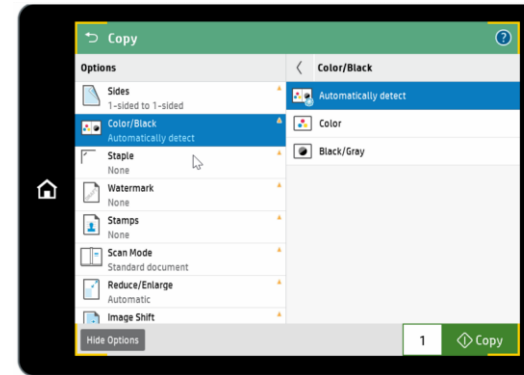 Copy
?
Options
Sides
1-sided to 1-sided
Color/Black
Automatically detect
Staple
None
Watermark
None
Stamps
None
Scan Mode
Standard document
Reduce/Enlarge
Automatic
Image Shift
Hide Options
Color/Black
Automatically detect
Color
Black/Gray
1
Copy